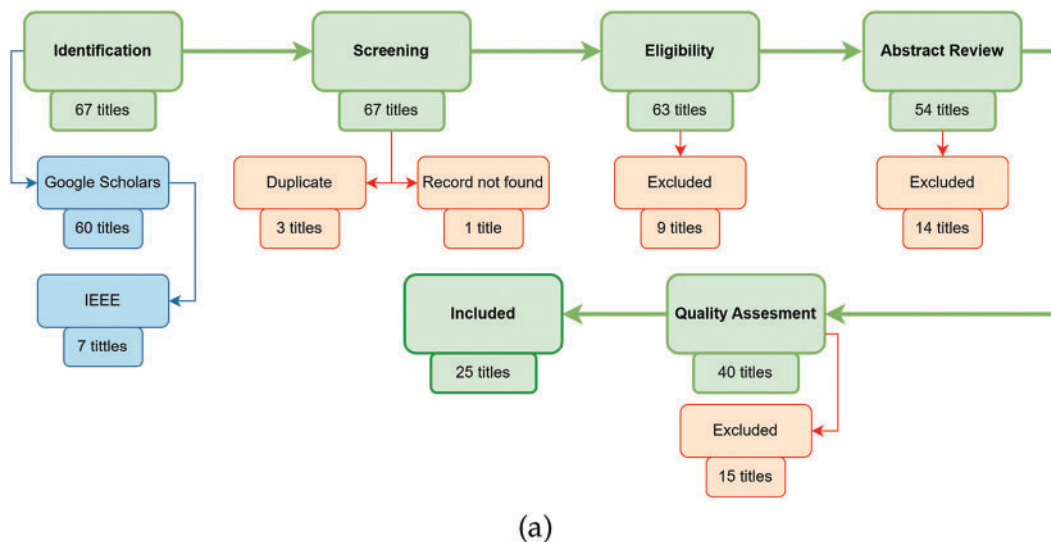 Identification
67 titles
Screening
67 titles
Eligibility
63 titles
Abstract Review
54 titles
Google Scholars
60 titles
Duplicate
3 titles
Record not found
1 title
Excluded
9 titles
Excluded
14 titles
IEEE
7 tittles
Included
25 titles
Quality Assesment
40 titles
Excluded
15 titles
(a)